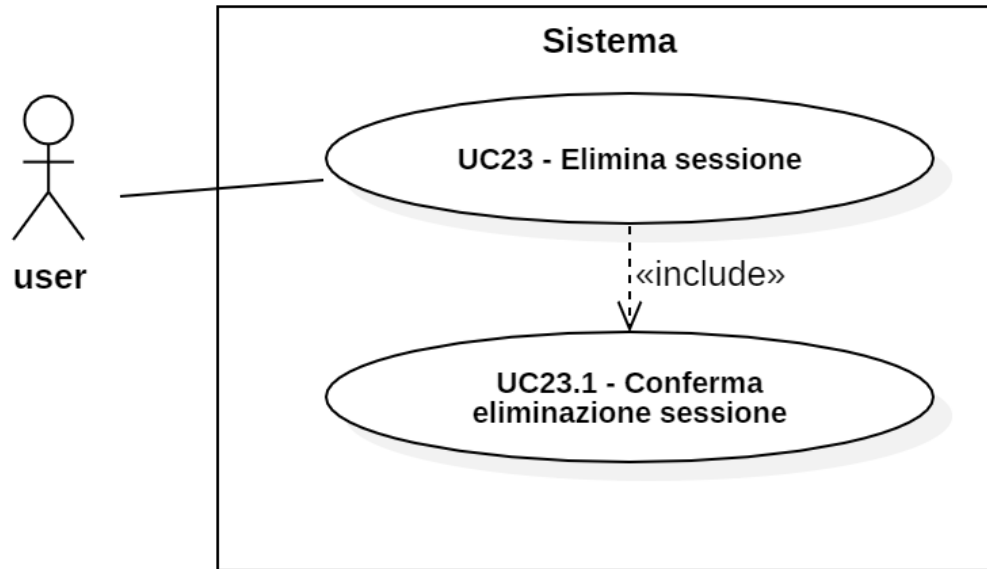 Sistema
UC23 - Elimina sessione
user
«include»
UC23.1 - Conferma
eliminazione sessione